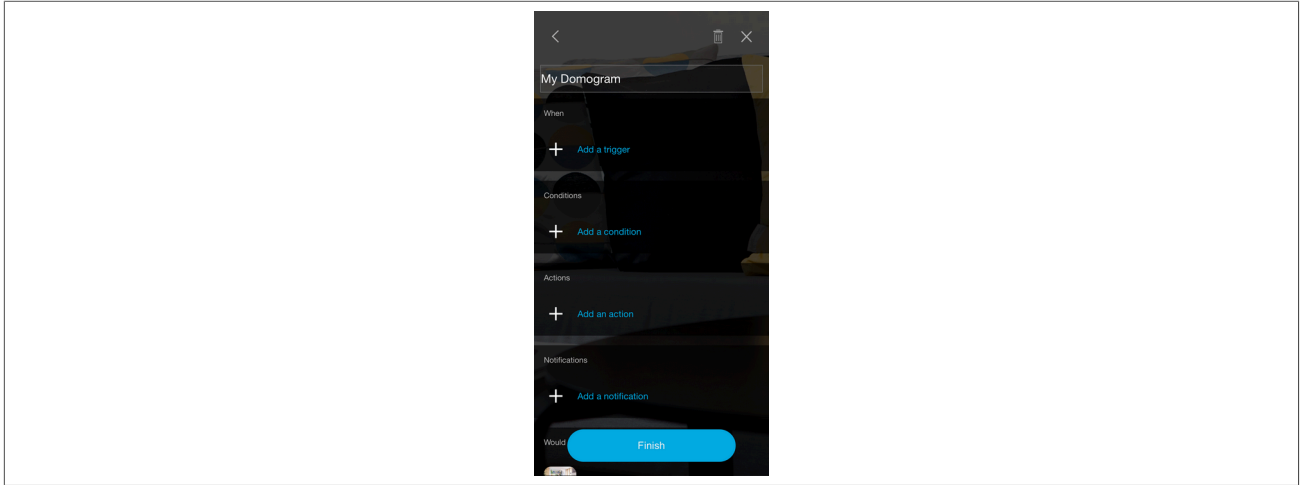 My Domogram
When
Add a trigger
Conditions
Add a condition
Actions
Add an action
Notifications
Add a notification
Would
Finish